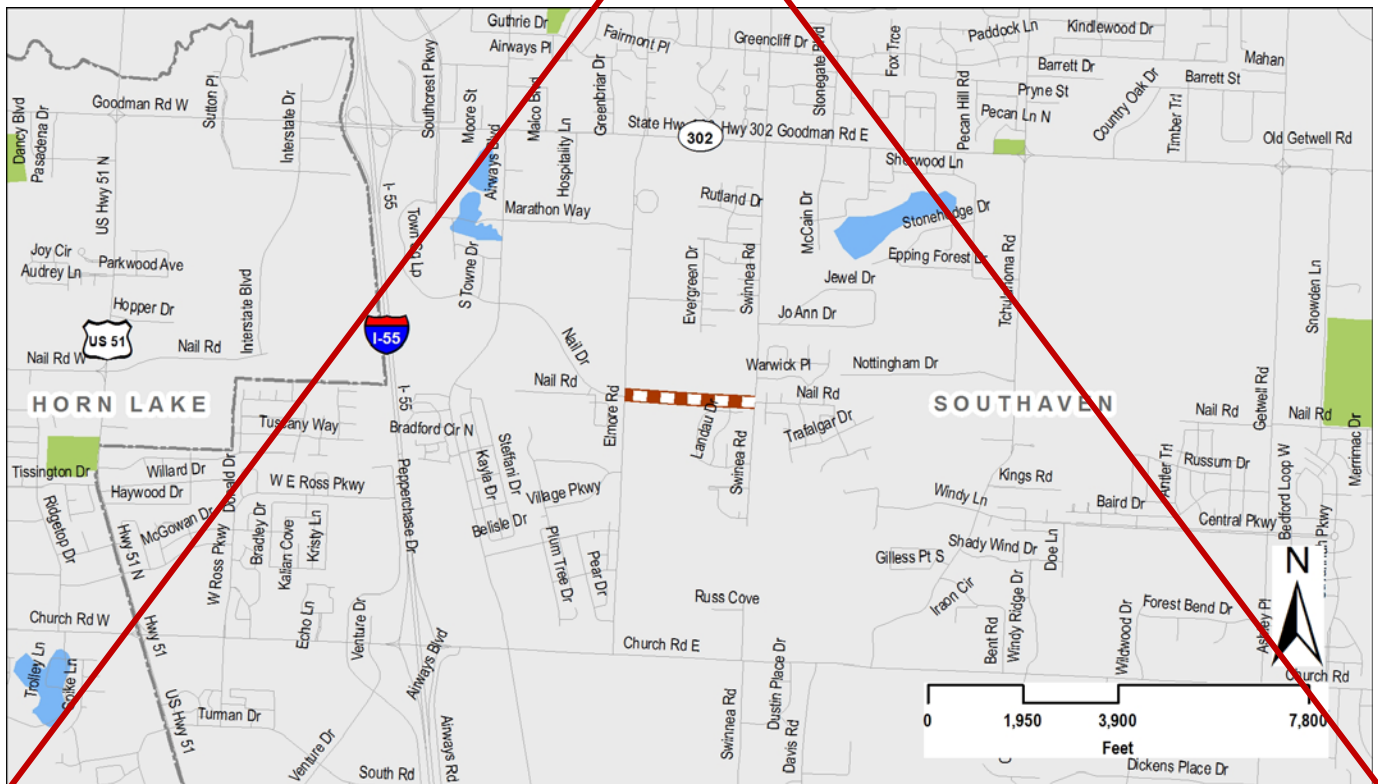 Guthrie Dr
Airways Pl
Fairmont Pl
Greencliff Dr
Stonegate Blvd
Fox Trce
Paddock Ln
Kindlewood Dr
Barrett Dr
Mahan
Barrett St
Pryne St
Pecan Hill Rd
Pecan Ln N
Country Oak Dr
Timber Trl
Old Getwell Rd
Dancy Blvd
Pasadena Dr
Goodman Rd W
Sutton Pl
Interstate Dr
Southcrest Pkwy
Moore St
Airways Blvd
Malco Blvd
Hospitality Ln
Greenbriar Dr
State Hwy
302
Hwy 302 Goodman Rd E
Sherwood Ln
US Hwy 51 N
I-55
Town
Lp
Marathon Way
Rutland Dr
McCain Dr
Stonehedge Dr
Epping Forest Dr
Tchulahoma Rd
Joy Cir
Audrey Ln
Parkwood Ave
Hopper Dr
Interstate Blvd
S Towne Dr
Evergreen Dr
Swinnea Rd
Jewel Dr
Jo Ann Dr
Snowden Ln
US 51
Nail Rd W
Nail Rd
I-55
Nail Dr
Nail Rd
Warwick Pl
Nottingham Dr
Nail Rd
HORN LAKE
SOUTHAVEN
I-55
Elmore Rd
Landau Dr
Swinnea Rd
Trafalgar Dr
Nail Rd
Getwell Rd
Nail Rd
Merrimac Dr
Tuscany Way
Bradford Cir N
Steffani Dr
Kayla Dr
Tissington Dr
Willard Dr
Haywood Dr
Donald Dr
W E Ross Pkwy
Pepperchase Dr
Village Pkwy
Belisle Dr
Kings Rd
Windy Ln
Antler Trl
Russum Dr
Baird Dr
Central Pkwy
Bedford Loop W
Pkwy
Ridgetop Dr
Hwy 51 N
McGowan Dr
W Ross Pkwy
Bradley Dr
Kalian Cove
Kristy Ln
Plum Tree Dr
Pear Dr
Gilless Pt S
Shady Wind Dr
Doe Ln
N
Iraon Cir
Russ Cove
Church Rd W
Hwy 51
Echo Ln
Venture Dr
Airways Blvd
Church Rd E
Bent Rd
Windy Ridge Dr
Wildwood Dr
Forest Bend Dr
Ashley Pl
Church Rd
Trolley Ln
US Hwy 51
Turman Dr
Venture Dr
South Rd
Airways Rd
Swinnea Rd
Dustin Place Dr
Davis Rd
0
1,950
3,900
7,800
Feet
Dickens Place Dr